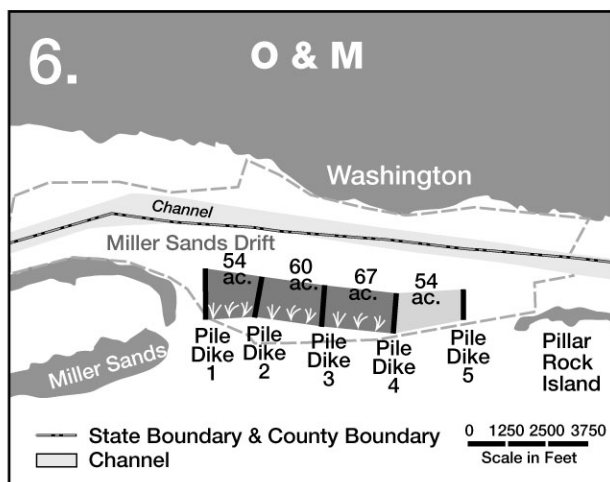 6.
O & M
Washington
Channel
Miller Sands Drift
54
ac.
60
ac.
67
ac.
54
ac.
Pile
Dike
1
Pile
Dike
2
Pile
Dike
3
Pile
Dike
4
Pile
Dike
5
Miller Sands
Pillar
Rock
Island
State Boundary & County Boundary
Channel
0 1250 2500 3750
Scale in Feet